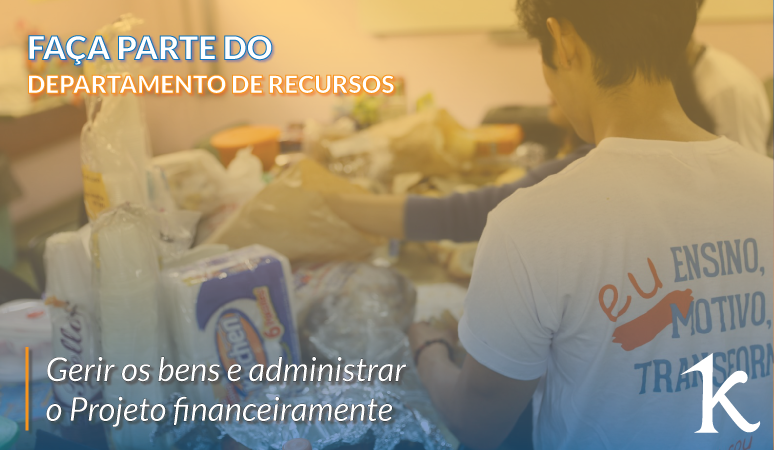 FAÇA PARTE DO
DEPARTAMENTO DE RECURSOS
eu ENSINO,
MOTIVO,
TRANSFORM
Gerir os bens e administrar
o Projeto financeiramente
k